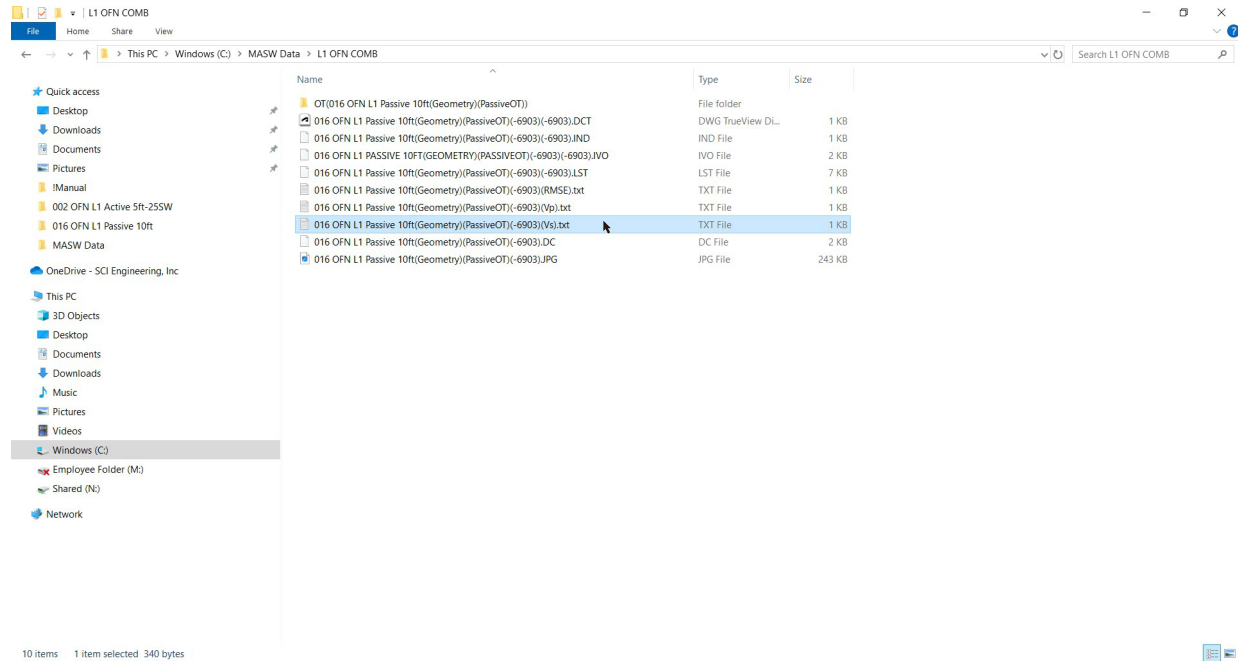 L1 OFN COMB
File Home Share View
This PC > Windows (C:) > MASW Data > L1 OFN COMB
Search L1 OFN COMB
Name Type Size
Quick access
Desktop
Downloads
Documents
Pictures
!Manual
002 OFN L1 Active 5ft-25SW
016 OFN L1 Passive 10ft
MASW Data
OneDrive - SCI Engineering, Inc
This PC
3D Objects
Desktop
Documents
Downloads
Music
Pictures
Videos
Windows (C:)
Employee Folder (M:)
Shared (N:)
Network
OT(016 OFN L1 Passive 10ft(Geometry)(PassiveOT)) File folder
016 OFN L1 Passive 10ft(Geometry)(PassiveOT)(-6903)(-6903).DCT DWG TrueView Di... 1 KB
016 OFN L1 Passive 10ft(Geometry)(PassiveOT)(-6903)(-6903).IND IND File 1 KB
016 OFN L1 PASSIVE 10FT(GEOMETRY)(PASSIVEOT)(-6903)(-6903).IVO IVO File 2 KB
016 OFN L1 Passive 10ft(Geometry)(PassiveOT)(-6903)(-6903).LST LST File 7 KB
016 OFN L1 Passive 10ft(Geometry)(PassiveOT)(-6903)(RMSE).txt TXT File 1 KB
016 OFN L1 Passive 10ft(Geometry)(PassiveOT)(-6903)(Vp).txt TXT File 1 KB
016 OFN L1 Passive 10ft(Geometry)(PassiveOT)(-6903)(Vs).txt TXT File 1 KB
016 OFN L1 Passive 10ft(Geometry)(PassiveOT)(-6903).DC DC File 2 KB
016 OFN L1 Passive 10ft(Geometry)(PassiveOT)(-6903).JPG JPG File 243 KB
10 items 1 item selected 340 bytes